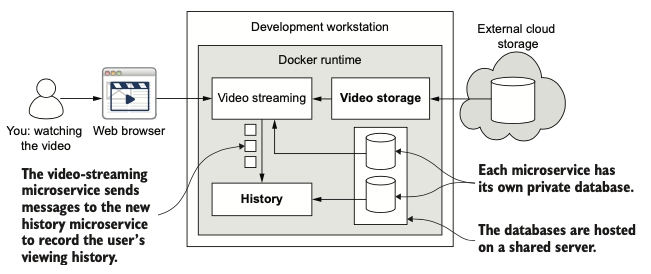 Development workstation
External cloud
storage
Docker runtime
Video streaming
Video storage
You: watching
the video
Web browser
The video-streaming
microservice sends
messages to the new
history microservice
to record the user's
viewing history.
History
Each microservice has
its own private database.
The databases are hosted
on a shared server.